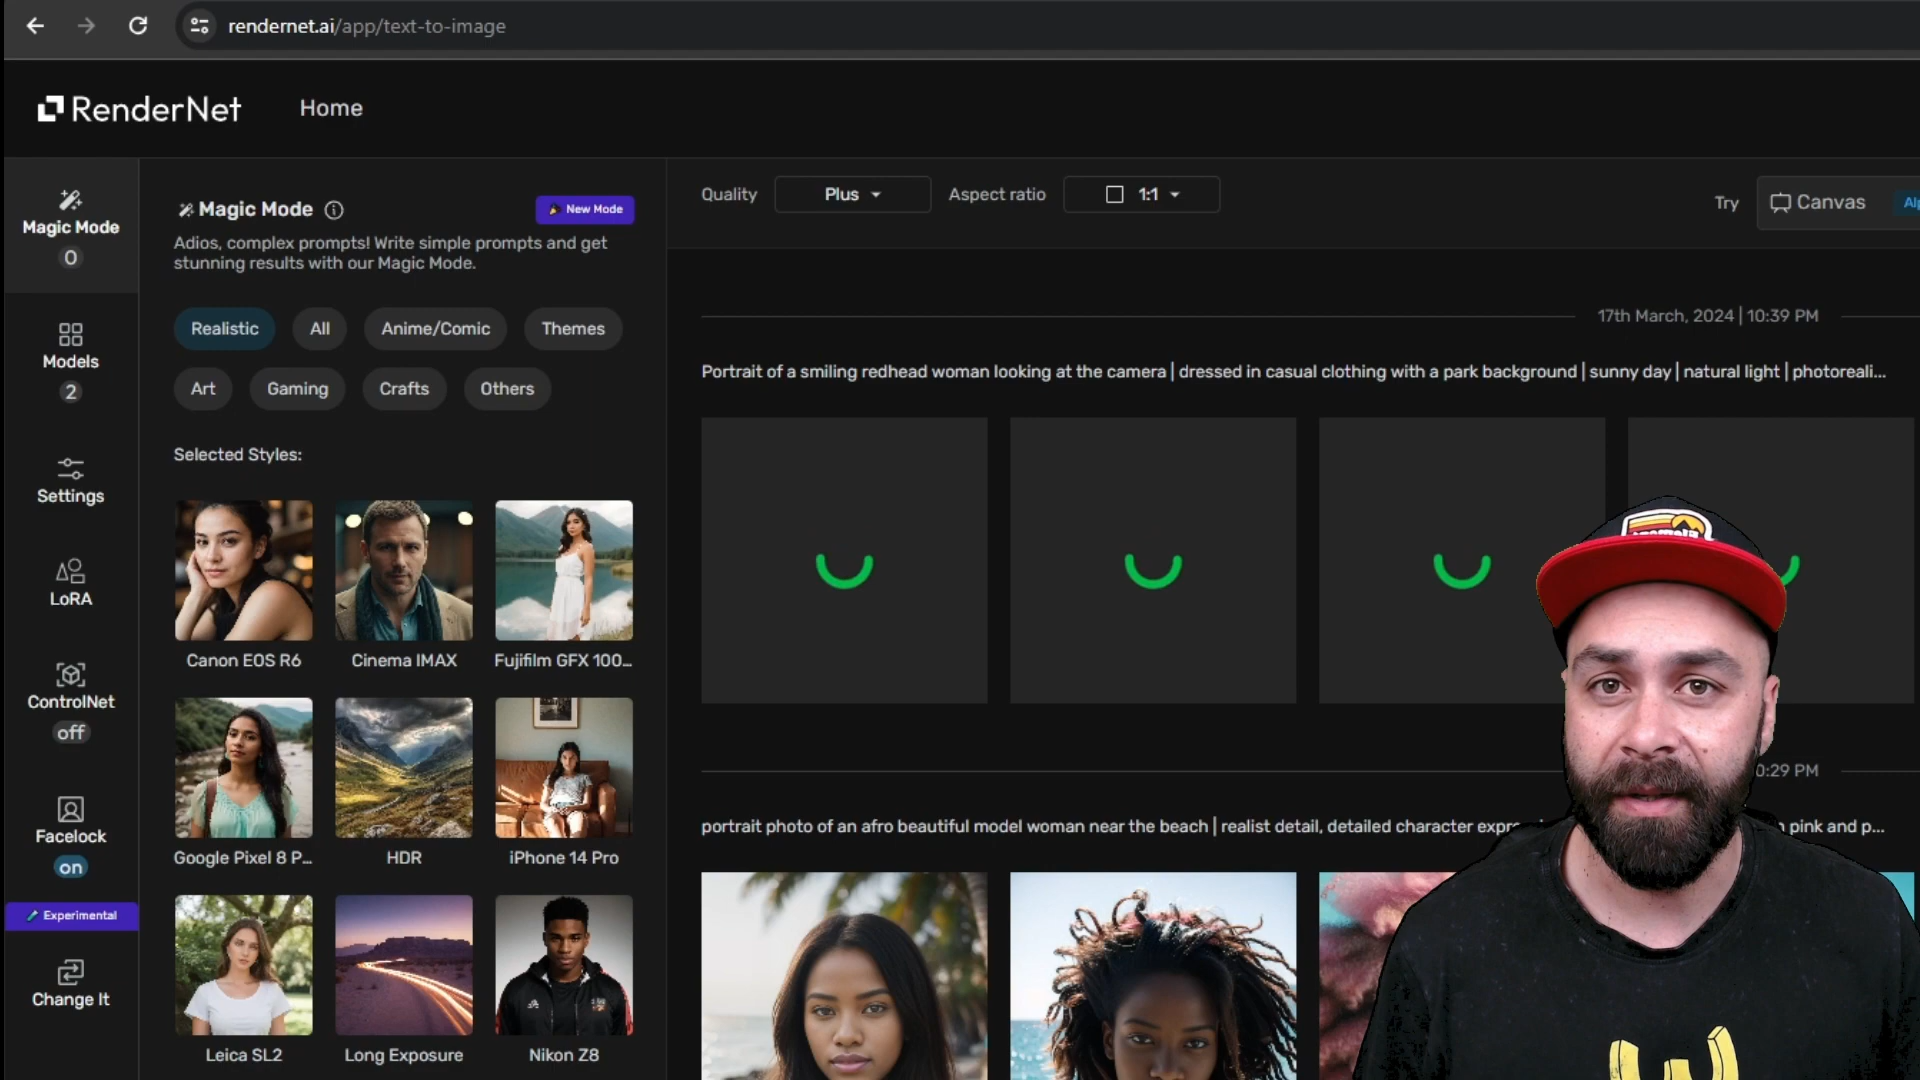 rendernet.ai/app/text-to-image
RenderNet
Home
Magic Mode
0
Models
2
Settings
LoRA
ControlNet
off
Facelock
on
Experimental
Change It
Magic Mode
New Mode
Adios, complex prompts! Write simple prompts and get
stunning results with our Magic Mode.
Realistic
All
Anime/Comic
Themes
Art
Gaming
Crafts
Others
Selected Styles:
Canon EOS R6
Cinema IMAX
Fujifilm GFX 100...
Google Pixel 8 P...
HDR
iPhone 14 Pro
Leica SL2
Long Exposure
Nikon Z8
Quality
Plus
Aspect ratio
1:1
Try
Canvas
Alp
17th March, 2024 | 10:39 PM
Portrait of a smiling redhead woman looking at the camera | dressed in casual clothing with a park background | sunny day | natural light | photoreali...
0:29 PM
portrait photo of an afro beautiful model woman near the beach | realist detail, detailed character expre
pink and p...